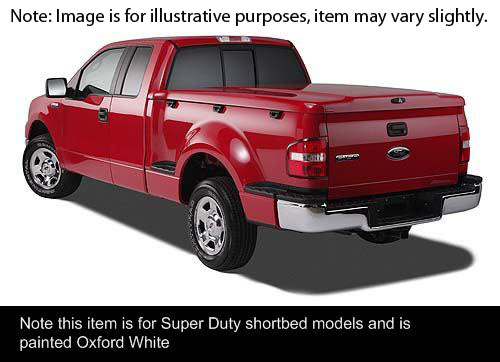 Note: Image is for illustrative purposes, item may vary slightly.
Ford
Note this item is for Super Duty shortbed models and is
painted Oxford White